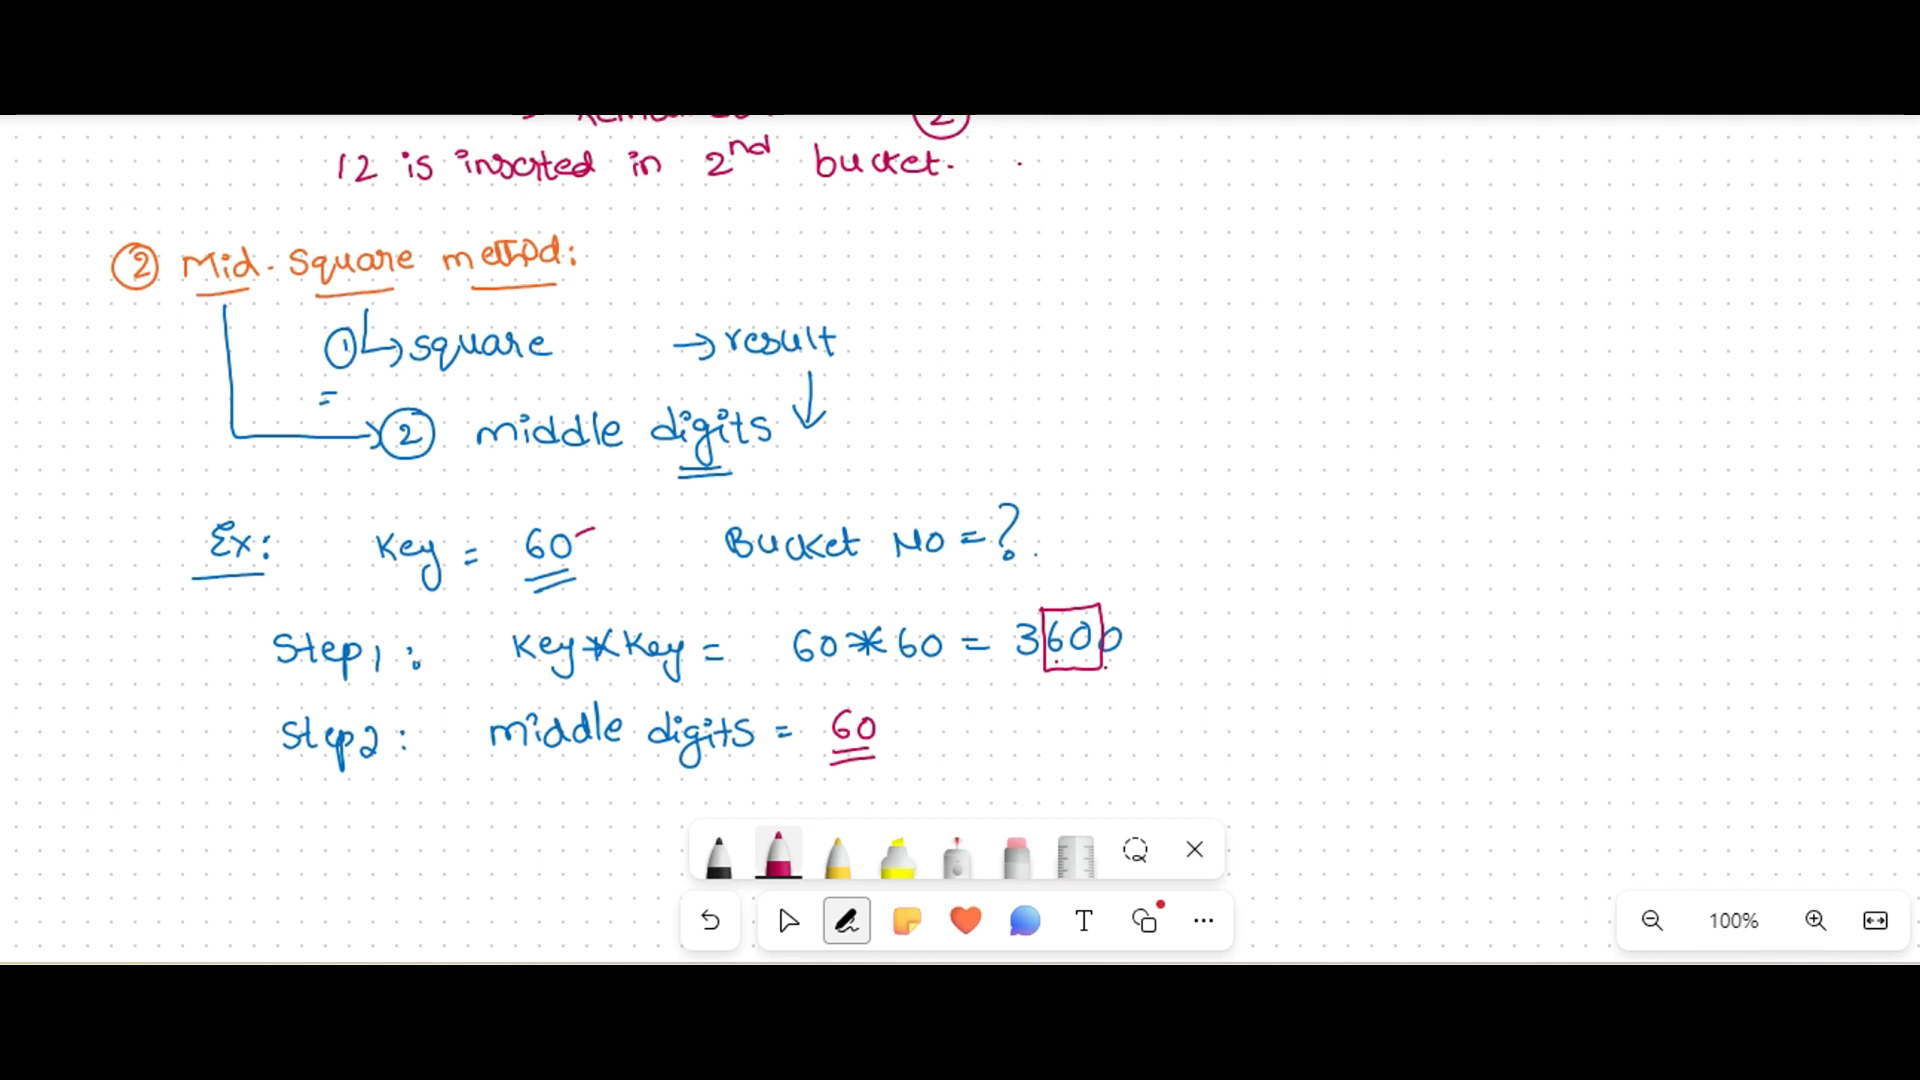 12 is inserted in 2nd bucket.
② Mid-Square method:
① ↳ square → result
② middle digits
Ex: Key = 60 Bucket No = ?
Step1: Key*Key = 60*60 = 3600
Step2: middle digits = 60
T
100%